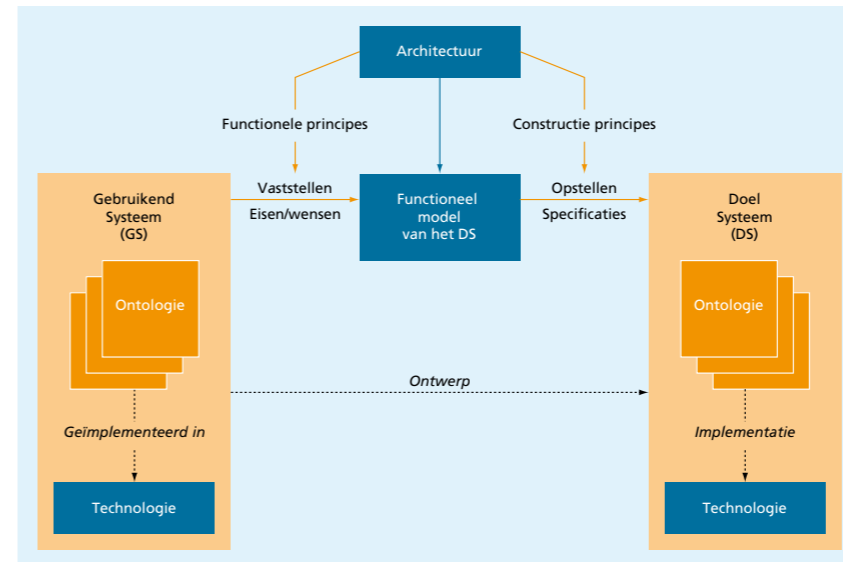 Architectuur
Functionele principes
Constructie principes
Gebruikend
Systeem
(GS)
Vaststellen
Eisen/wensen
Functioneel
model
van het DS
Opstellen
Specificaties
Doel
Systeem
(DS)
Ontologie
Ontologie
Ontwerp
Geïmplementeerd in
Implementatie
Technologie
Technologie